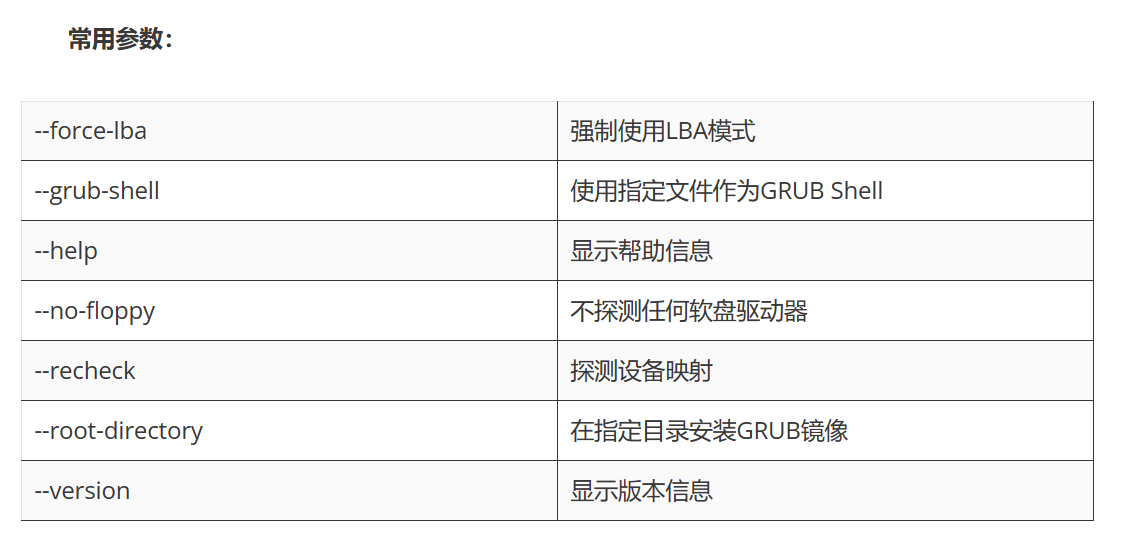 常用参数：
--force-lba 强制使用LBA模式
--grub-shell 使用指定文件作为GRUB Shell
--help 显示帮助信息
--no-floppy 不探测任何软盘驱动器
--recheck 探测设备映射
--root-directory 在指定目录安装GRUB镜像
--version 显示版本信息